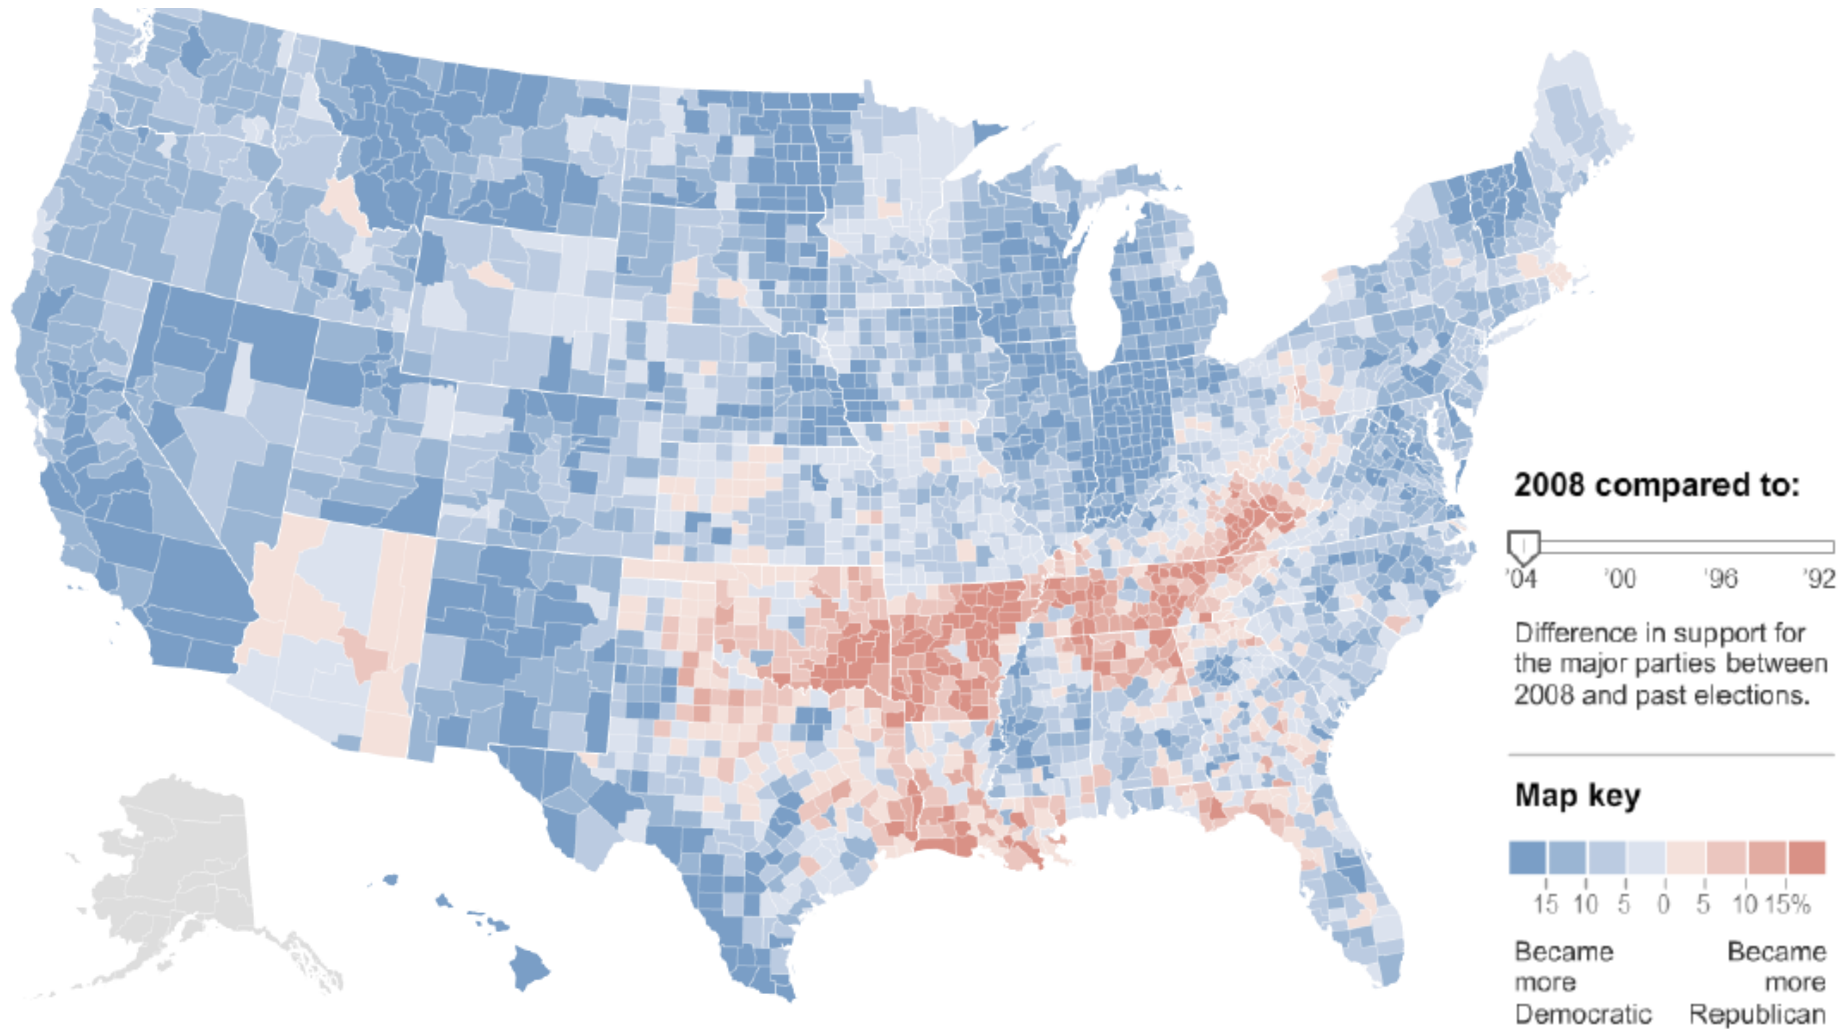 2008 compared to:
'04 '00 '96 '92
Difference in support for
the major parties between
2008 and past elections.
Map key
15 10 5 0 5 10 15%
Became more Democratic
Became more Republican